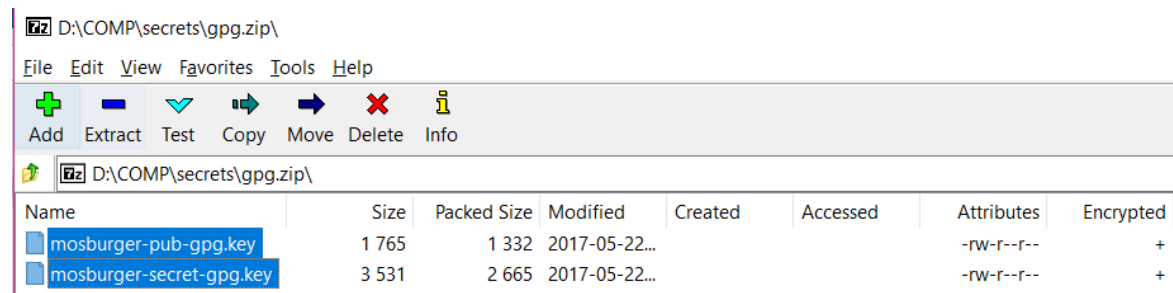 7z D:\COMP\secrets\gpg.zip\
File Edit View Favorites Tools Help
Add Extract Test Copy Move Delete Info
7z D:\COMP\secrets\gpg.zip\
Name Size Packed Size Modified Created Accessed Attributes Encrypted
mosburger-pub-gpg.key 1 765 1 332 2017-05-22... -rw-r--r-- +
mosburger-secret-gpg.key 3 531 2 665 2017-05-22... -rw-r--r-- +